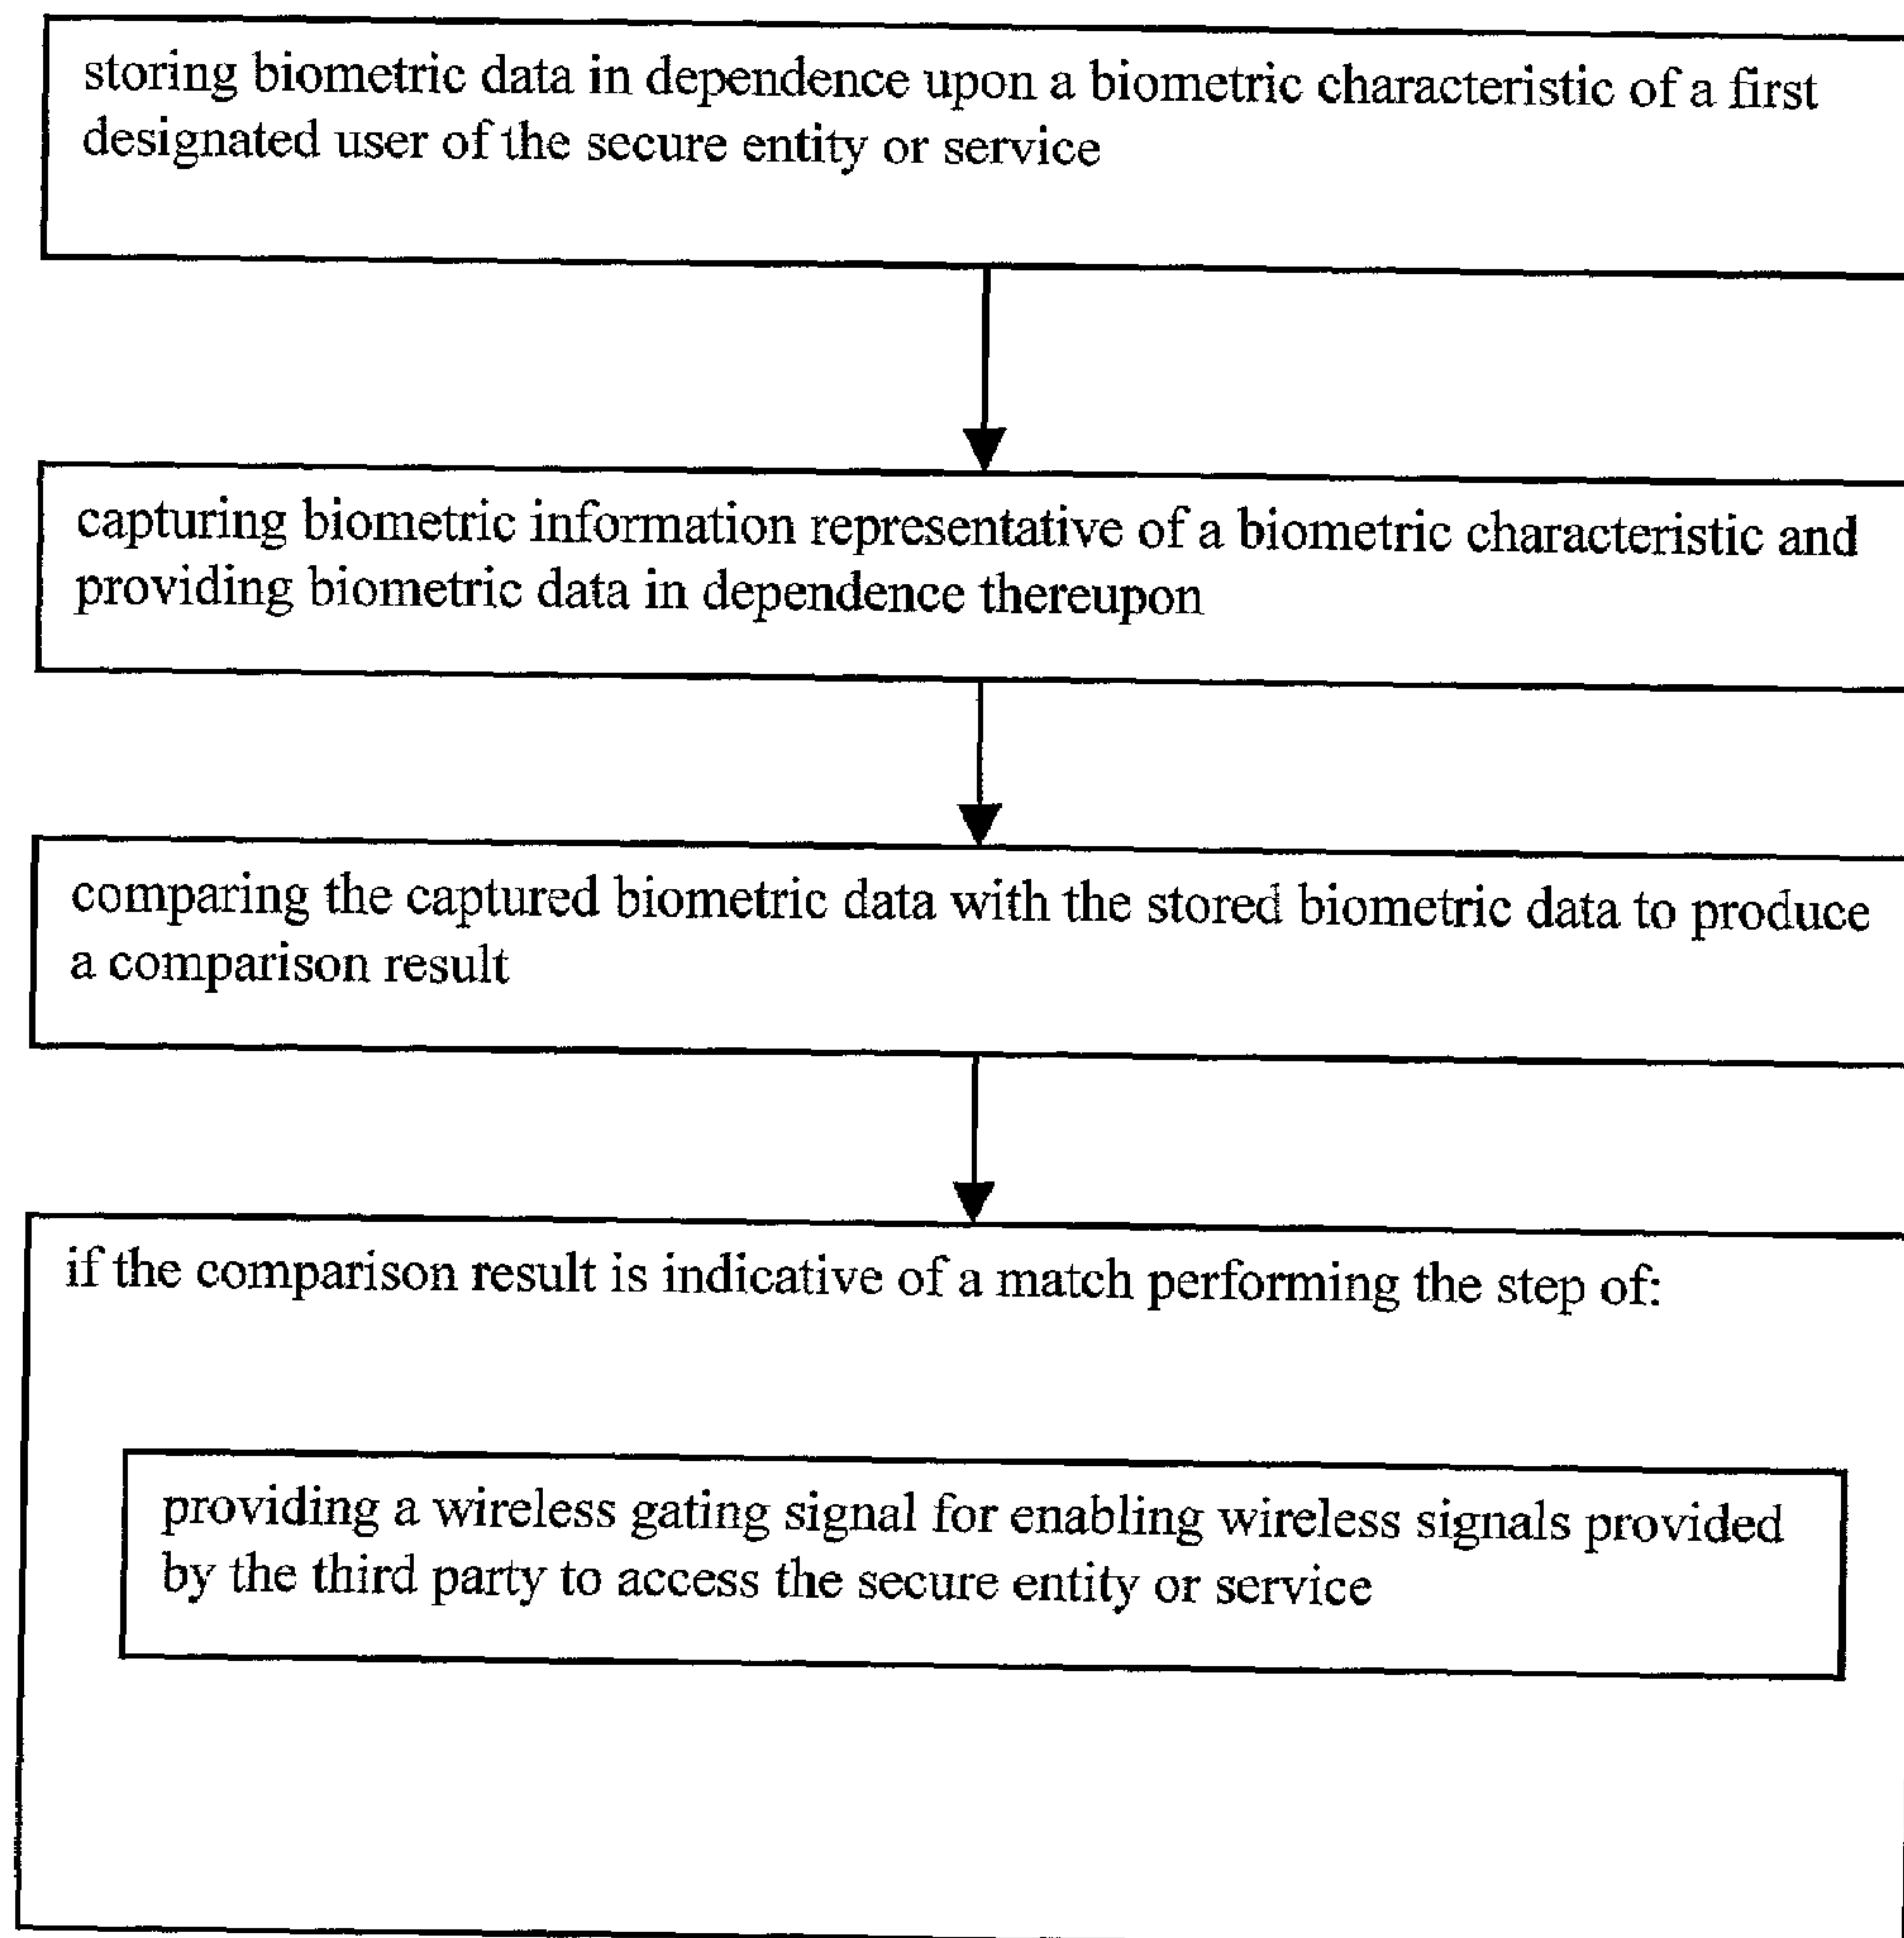 storing biometric data in dependence upon a biometric characteristic of a first
designated user of the secure entity or service
capturing biometric information representative of a biometric characteristic and
providing biometric data in dependence thereupon
comparing the captured biometric data with the stored biometric data to produce
a comparison result
if the comparison result is indicative of a match performing the step of:
providing a wireless gating signal for enabling wireless signals provided
by the third party to access the secure entity or service